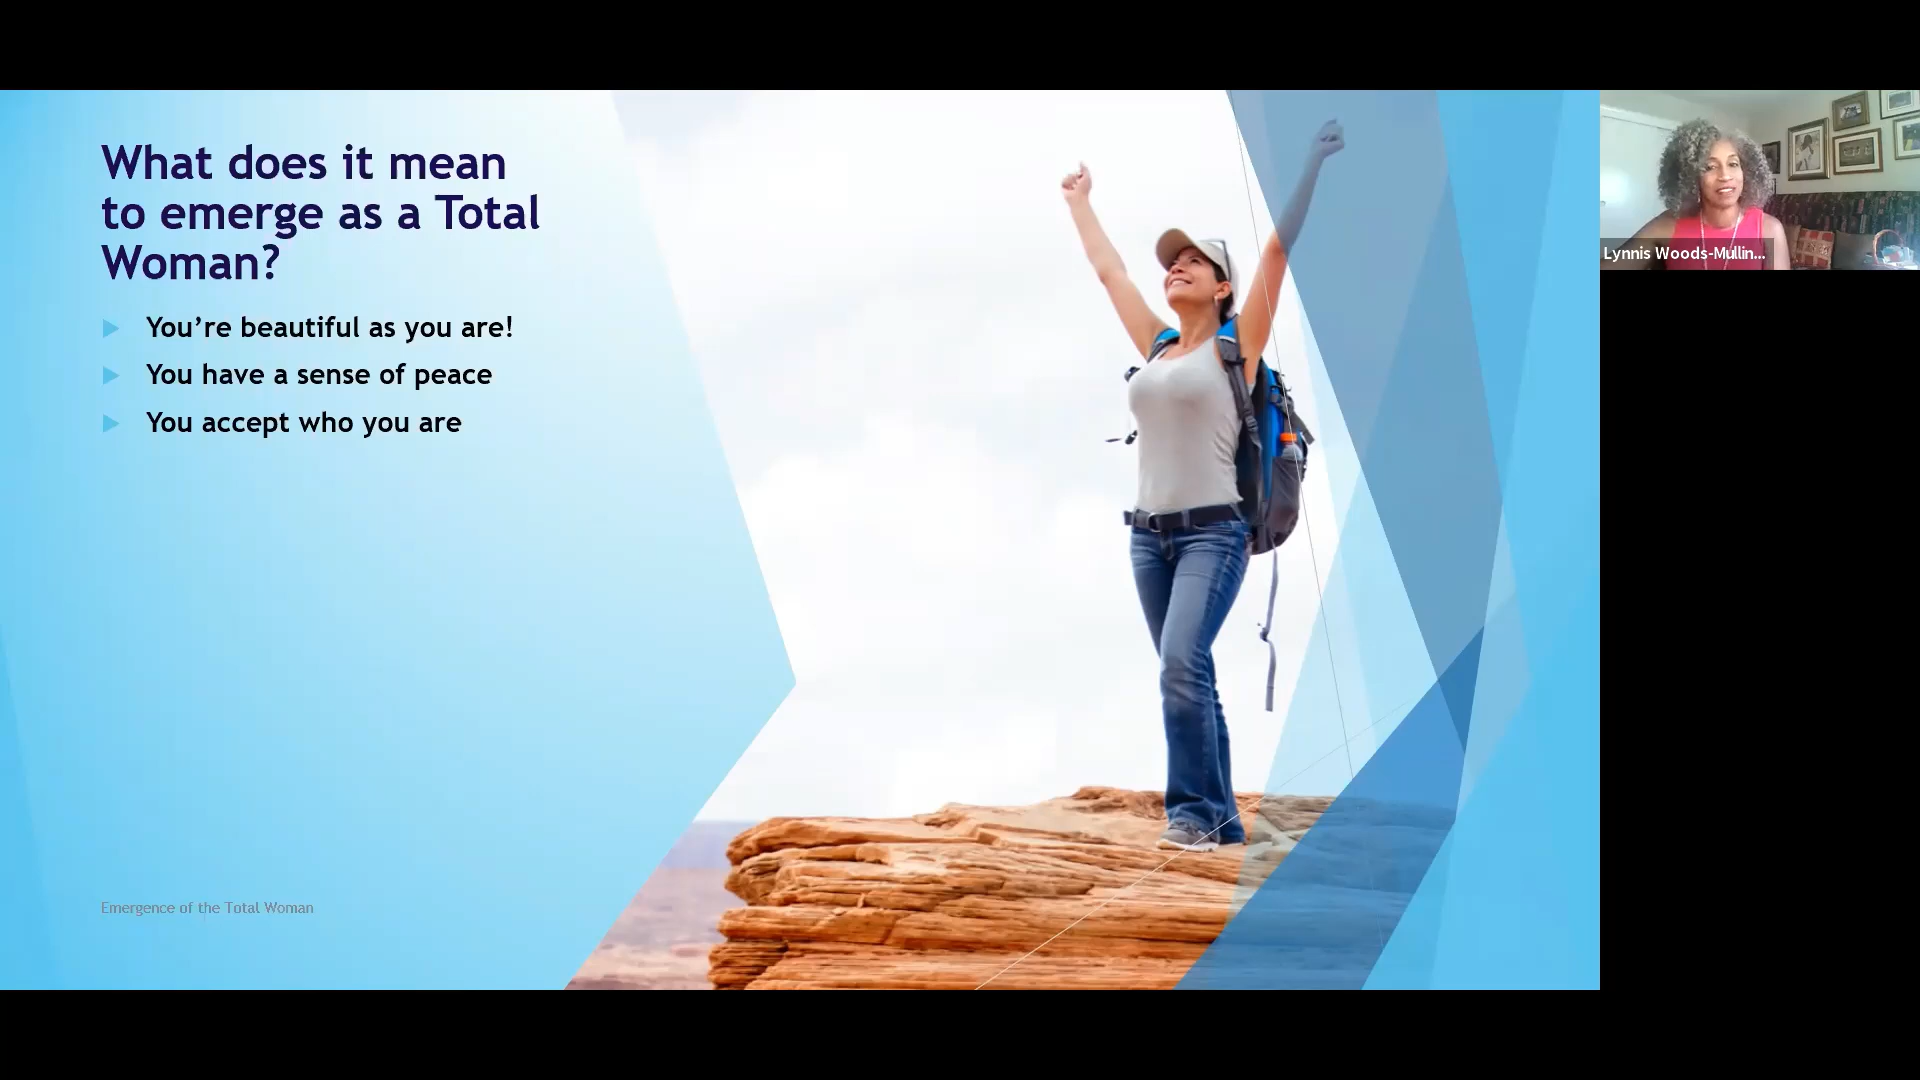 What does it mean
to emerge as a Total
Woman?
You’re beautiful as you are!
You have a sense of peace
You accept who you are
Emergence of the Total Woman
Lynnis Woods-Mullin...